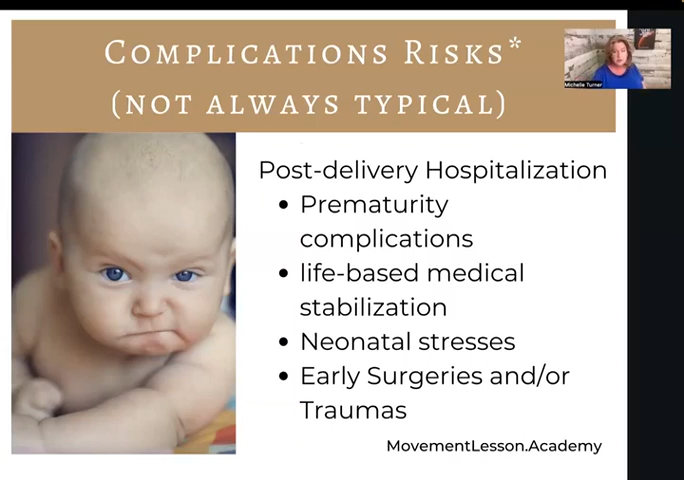 Complications Risks*
(not always typical)
Michelle Turner
Post-delivery Hospitalization
• Prematurity
complications
• life-based medical
stabilization
• Neonatal stresses
• Early Surgeries and/or
Traumas
MovementLesson.Academy